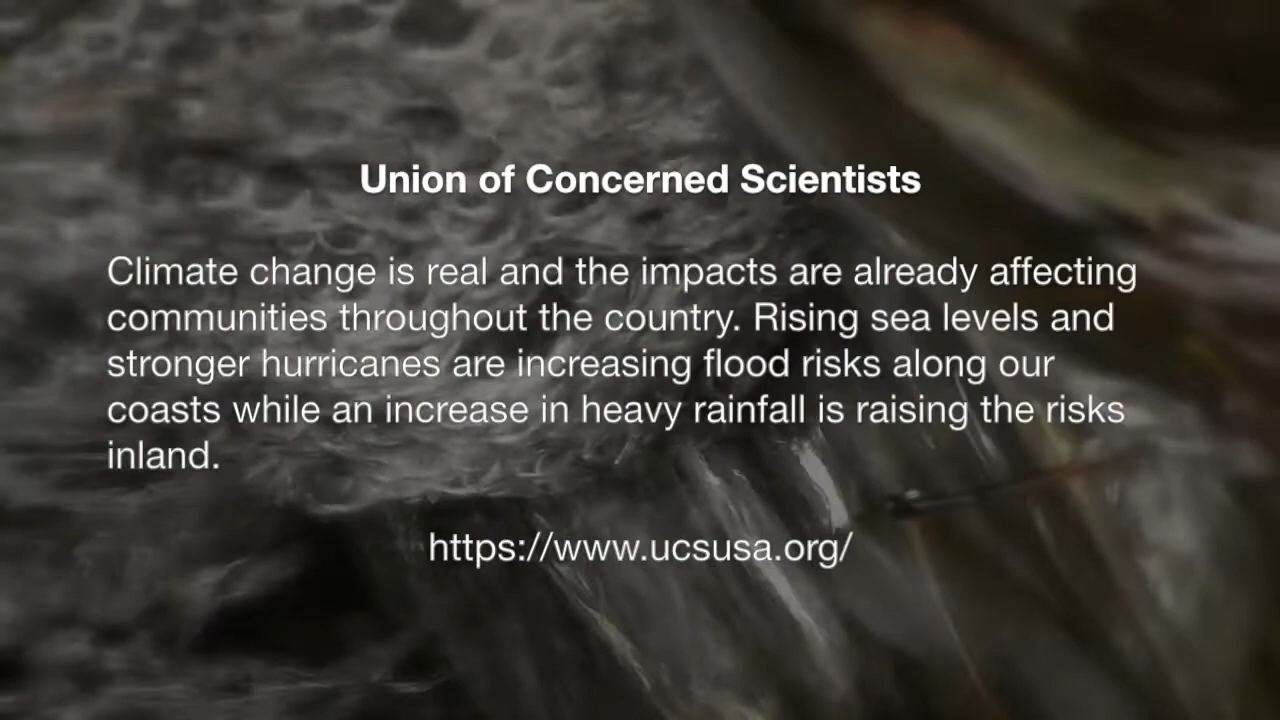 Union of Concerned Scientists
Climate change is real and the impacts are already affecting
communities throughout the country. Rising sea levels and
stronger hurricanes are increasing flood risks along our
coasts while an increase in heavy rainfall is raising the risks
inland.
https://www.ucsusa.org/